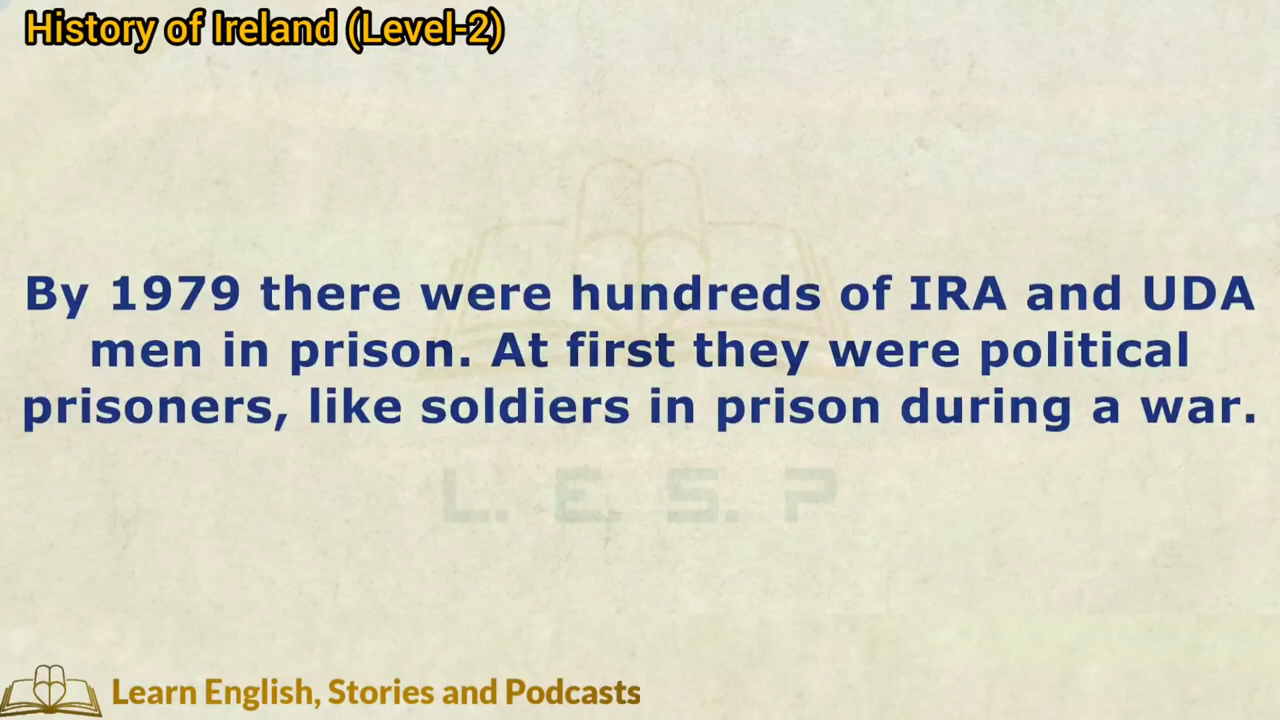 History of Ireland (Level-2)
By 1979 there were hundreds of IRA and UDA
men in prison. At first they were political
prisoners, like soldiers in prison during a war.
L. E. S. P
Learn English, Stories and Podcasts